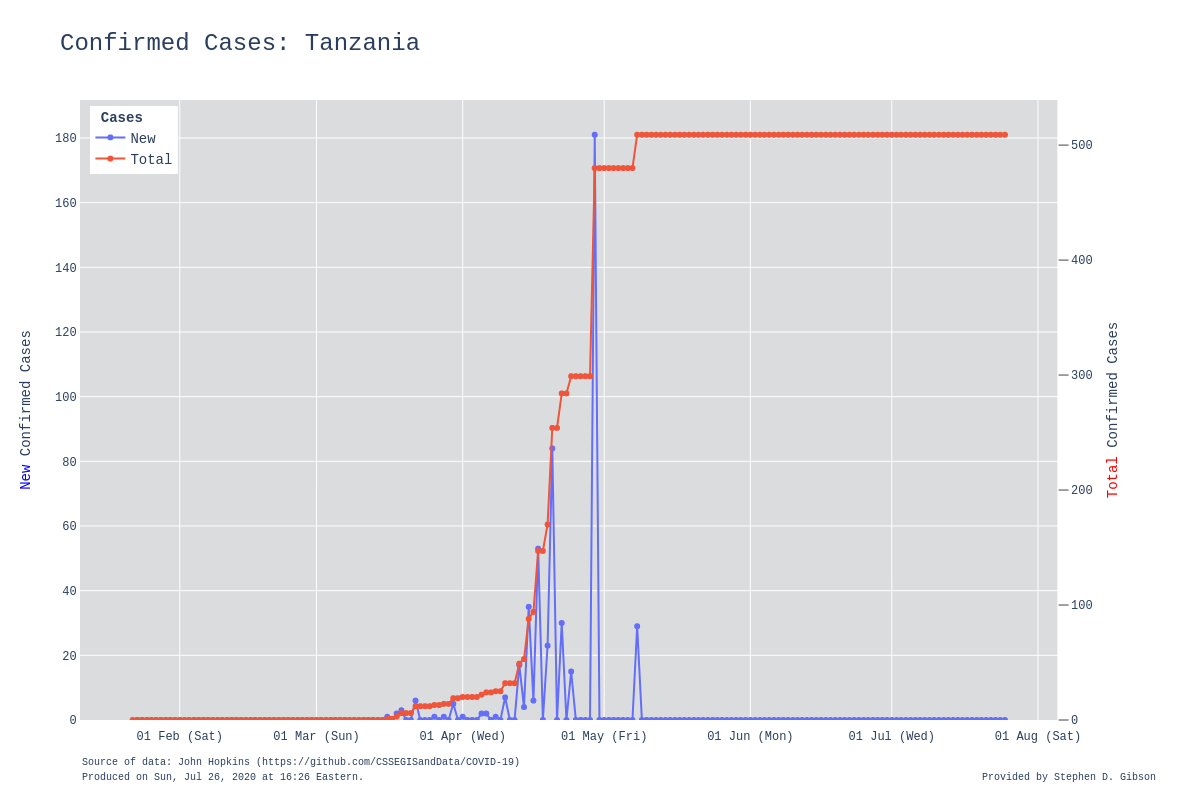 Confirmed Cases: Tanzania
Cases
New
Total
180
160
140
120
100
80
60
40
20
0
New Confirmed Cases
500
400
300
200
100
0
Total Confirmed Cases
01 Feb (Sat) 01 Mar (Sun) 01 Apr (Wed) 01 May (Fri) 01 Jun (Mon) 01 Jul (Wed) 01 Aug (Sat)
Source of data: John Hopkins (https://github.com/CSSEGISandData/COVID-19)
Produced on Sun, Jul 26, 2020 at 16:26 Eastern.
Provided by Stephen D. Gibson